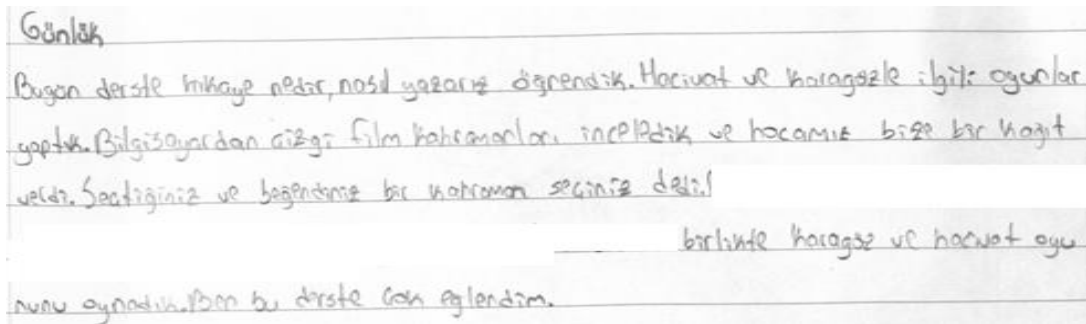 Günlük
Bugün derste hikaye nedir, nasıl yazarız öğrendik. Hacivat ve Karagözle ilgili oyunlar
yaptık. Bilgisayardan çizgi film kahramanları inceledik ve hocamız bize bir kağıt
verdi. Seçtiğiniz ve beğendiniz bir kahraman seçiniz dedi.
birlikte karagöz ve hacivat oyu
nunu oynadık. Ben bu derste çok eğlendim.